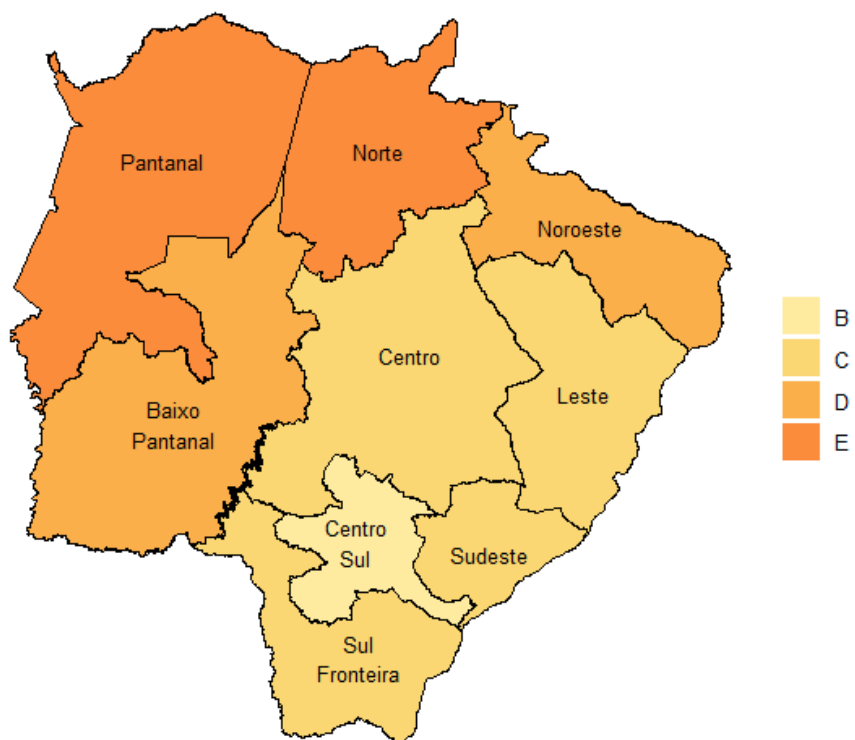 Pantanal
Norte
Noroeste
Centro
Leste
Baixo
Pantanal
Centro
Sul
Sudeste
Sul
Fronteira
B
C
D
E